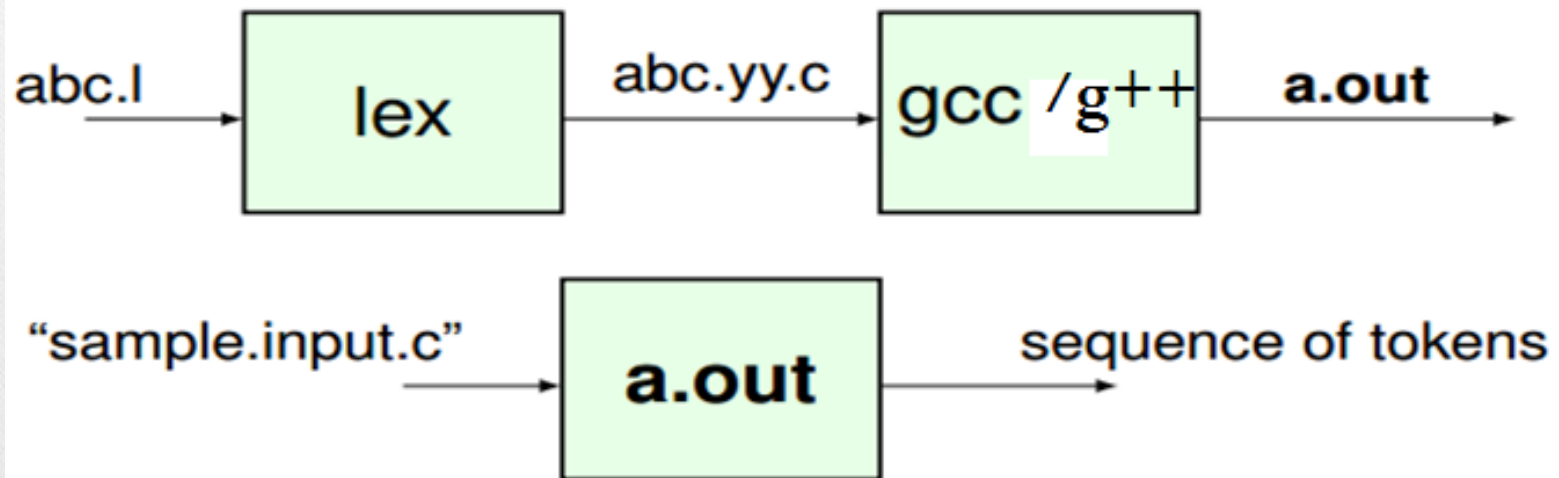 abc.l
lex
abc.yy.c
gcc /g++
a.out
“sample.input.c”
a.out
sequence of tokens